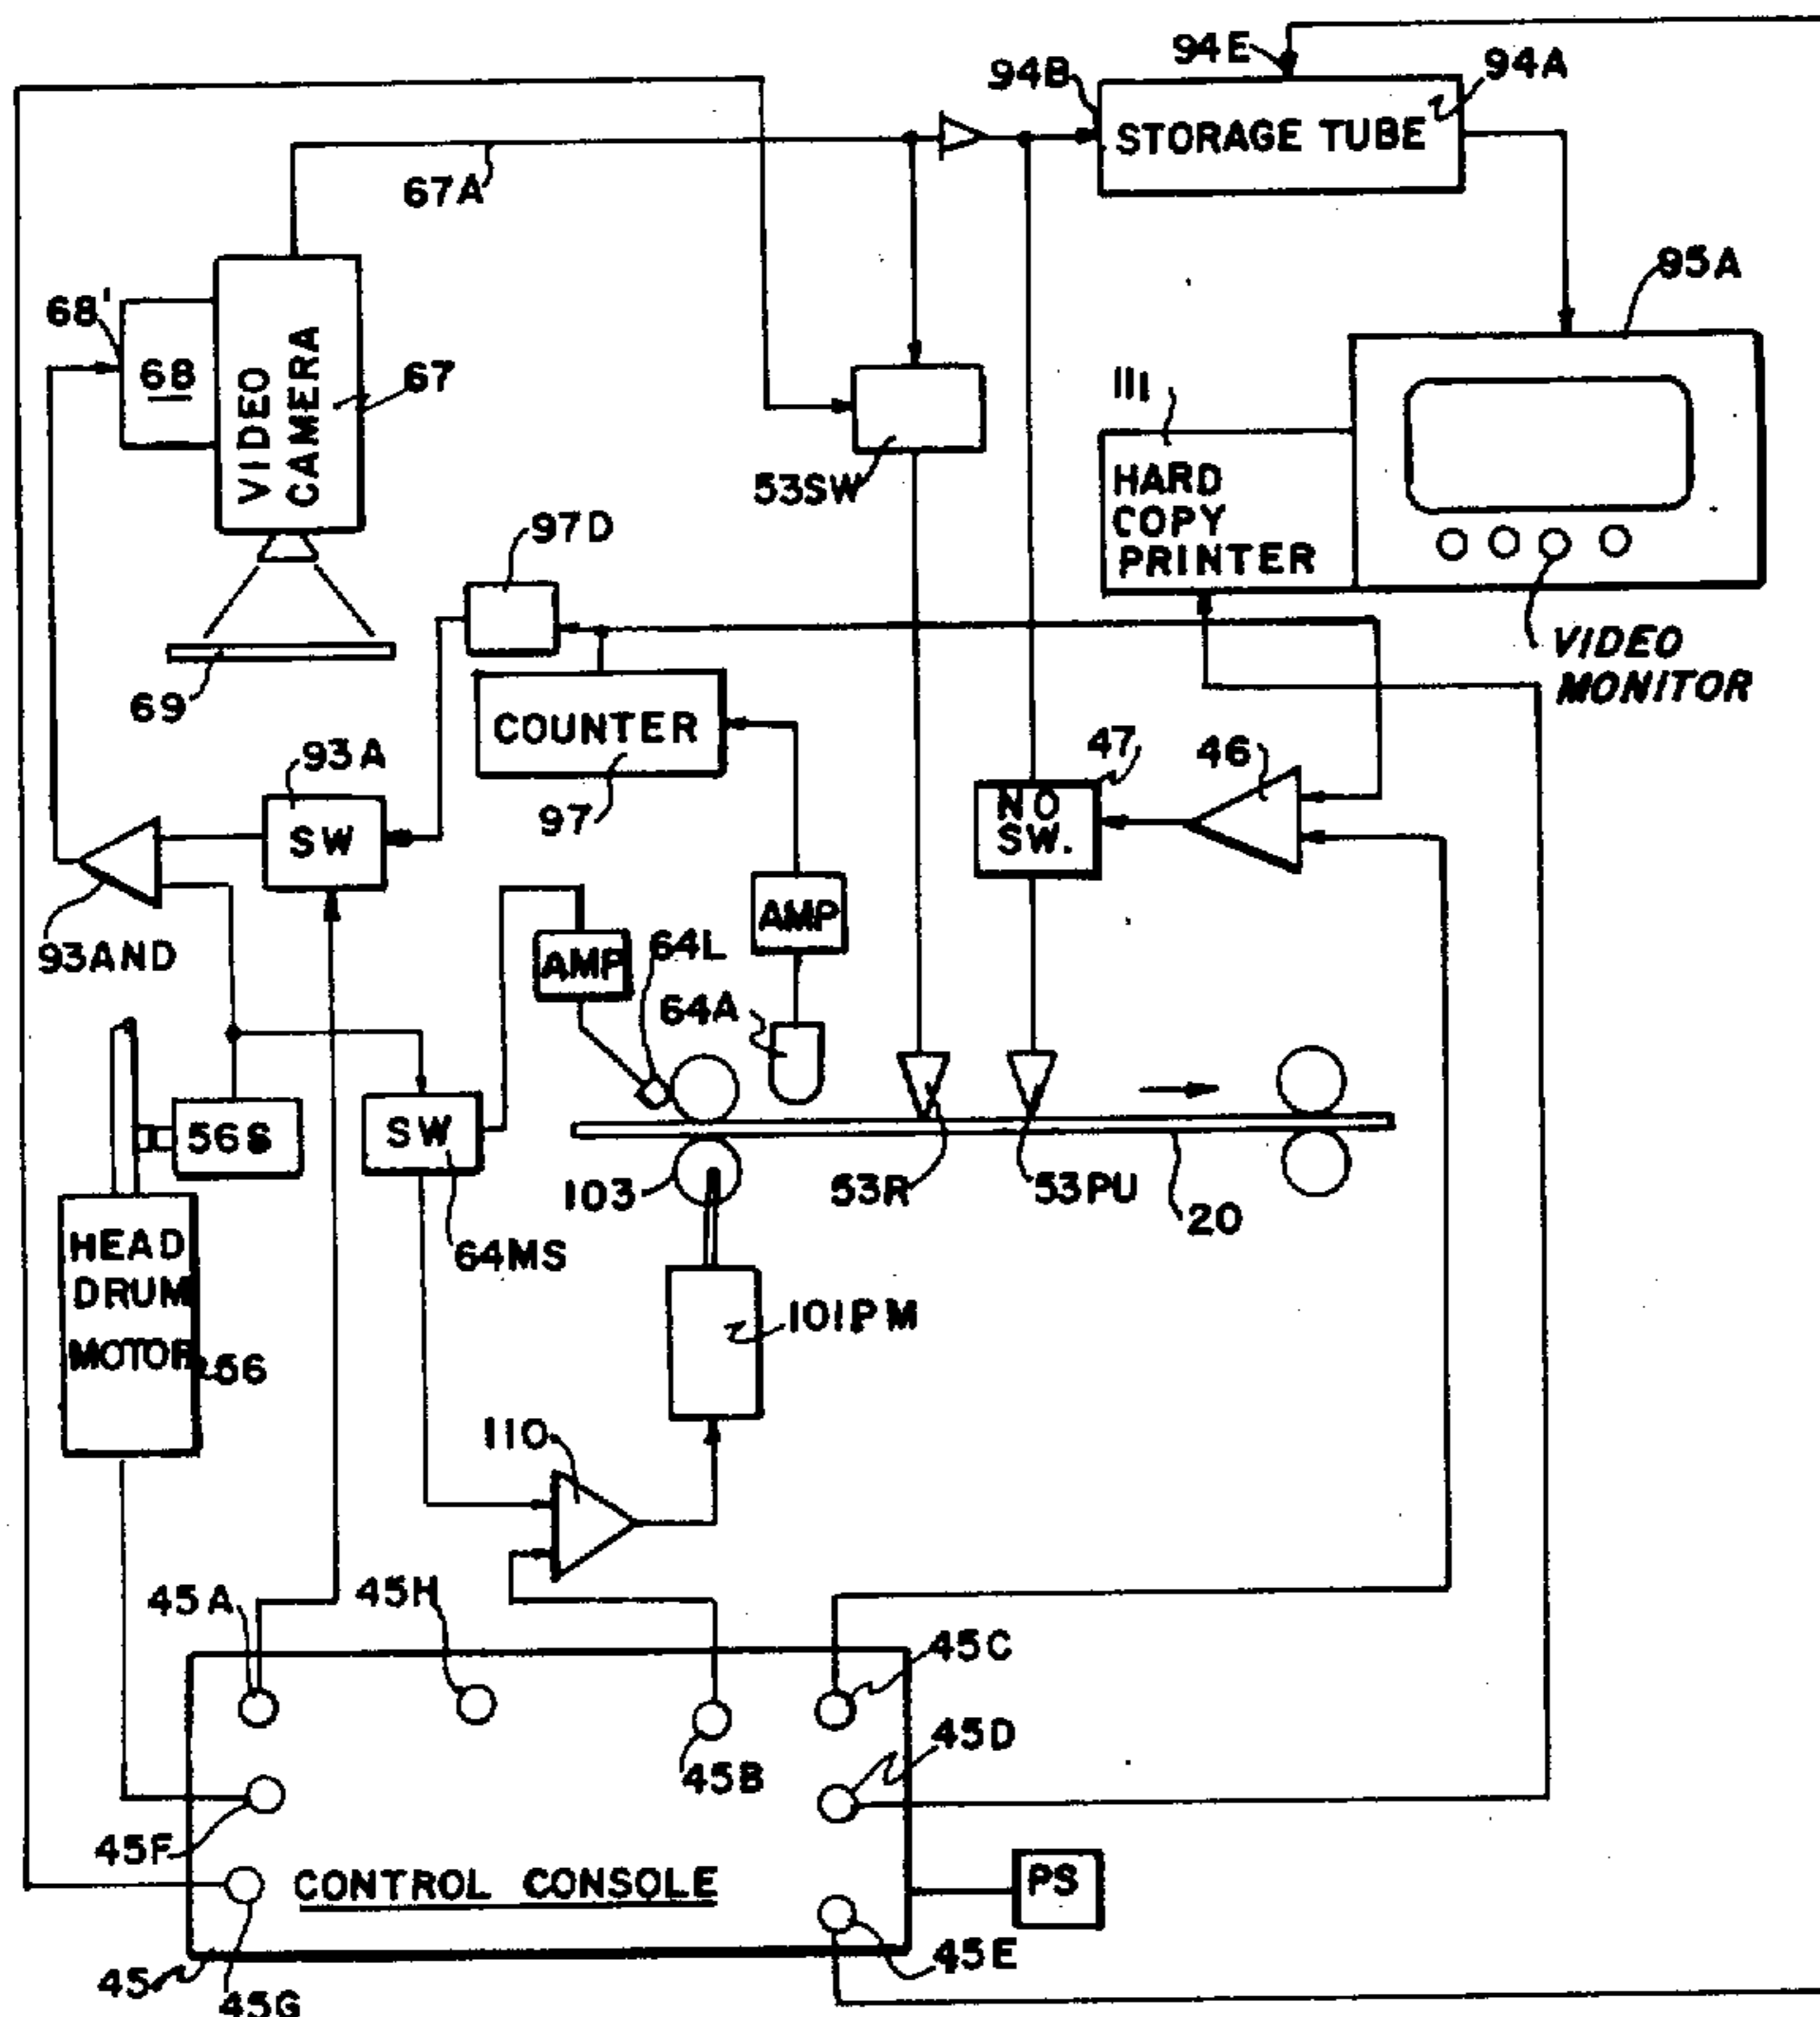 94E
94A
94B
STORAGE TUBE
67A
95A
68'
68
VIDEO
CAMERA
67
111
53SW
HARD
COPY
PRINTER
97D
VIDEO
MONITOR
69
COUNTER
97
93A
SW
47
46
NO
SW.
93AND
AMP
AMP
64L
64A
56S
SW
103
53R
53PU
20
64MS
HEAD
DRUM
MOTOR
56
101PM
110
45A
45H
45C
45B
45D
45F
CONTROL CONSOLE
PS
45
45G
45E